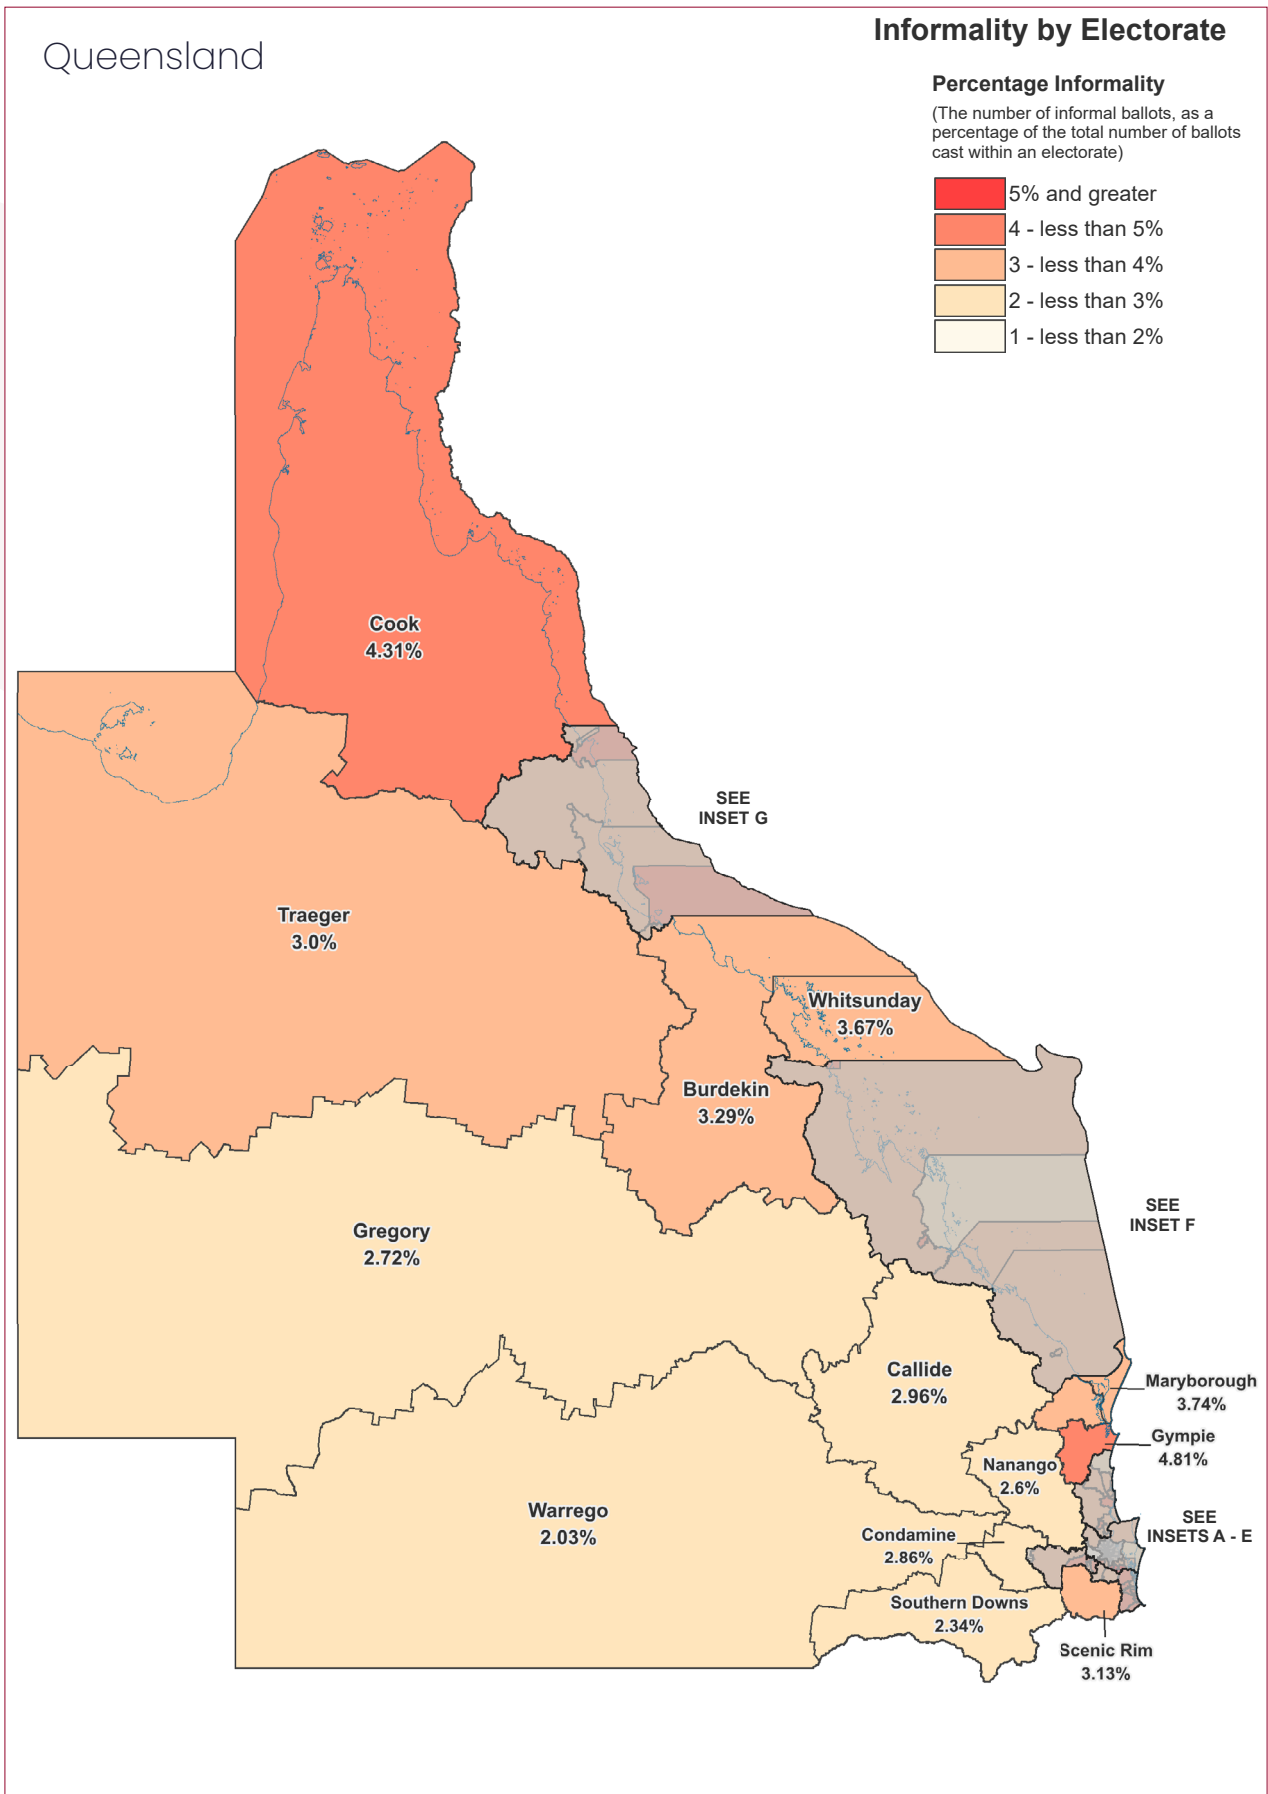 Queensland
Informality by Electorate
Percentage Informality
(The number of informal ballots, as a
percentage of the total number of ballots
cast within an electorate)
5% and greater
4 - less than 5%
3 - less than 4%
2 - less than 3%
1 - less than 2%
Cook
4.31%
SEE
INSET G
Traeger
3.0%
Whitsunday
3.67%
Burdekin
3.29%
SEE
INSET F
Gregory
2.72%
Callide
2.96%
Maryborough
3.74%
Gympie
4.81%
Nanango
2.6%
Warrego
2.03%
SEE
INSETS A - E
Condamine
2.86%
Southern Downs
2.34%
Scenic Rim
3.13%